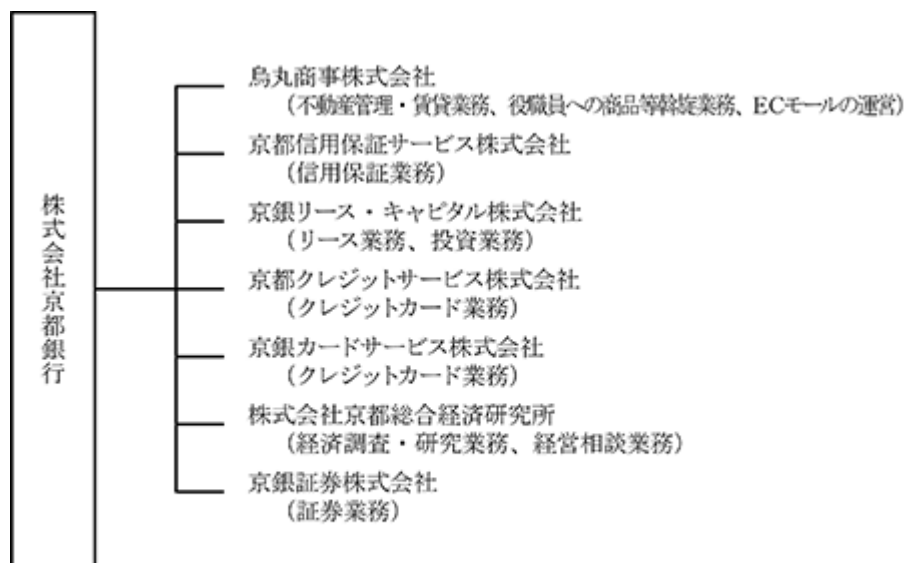 株式会社京都銀行
烏丸商事株式会社
（不動産管理・賃貸業務、役職員への商品等斡旋業務、ECモールの運営）
京都信用保証サービス株式会社
（信用保証業務）
京銀リース・キャピタル株式会社
（リース業務、投資業務）
京都クレジットサービス株式会社
（クレジットカード業務）
京銀カードサービス株式会社
（クレジットカード業務）
株式会社京都総合経済研究所
（経済調査・研究業務、経営相談業務）
京銀証券株式会社
（証券業務）